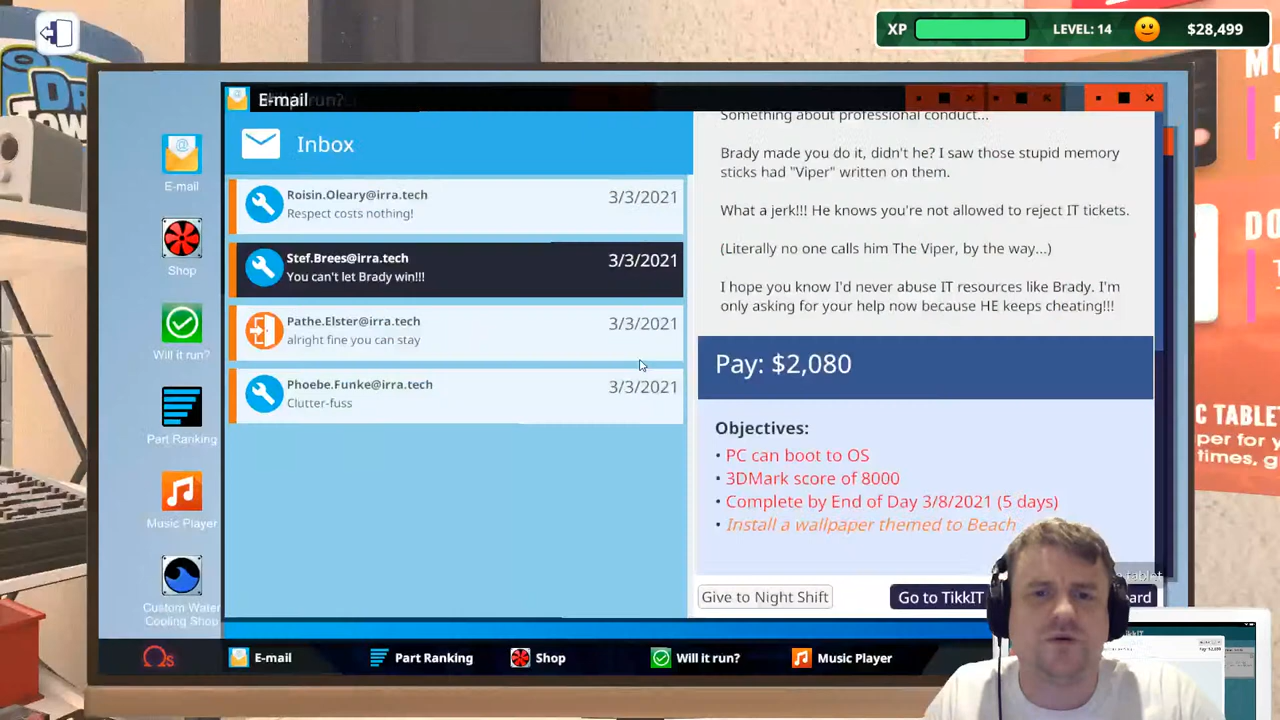 XP
LEVEL: 14
$28,499
E-mail
Inbox
Roisin.Oleary@irra.tech
3/3/2021
Respect costs nothing!
Stef.Brees@irra.tech
3/3/2021
You can't let Brady win!!!
Pathe.Elster@irra.tech
3/3/2021
alright fine you can stay
Phoebe.Funke@irra.tech
3/3/2021
Clutter-fuss
Something about professional conduct...
Brady made you do it, didn't he? I saw those stupid memory
sticks had "Viper" written on them.
What a jerk!!! He knows you're not allowed to reject IT tickets.
(Literally no one calls him The Viper, by the way...)
I hope you know I'd never abuse IT resources like Brady. I'm
only asking for your help now because HE keeps cheating!!!
Pay: $2,080
Objectives:
• PC can boot to OS
• 3DMark score of 8000
• Complete by End of Day 3/8/2021 (5 days)
• Install a wallpaper themed to Beach
Give to Night Shift
Go to TikkIT
E-mail
Shop
Will it run?
Part Ranking
Music Player
Custom Water
Cooling Shop
E-mail
Part Ranking
Shop
Will it run?
Music Player
C TABLET
tablet